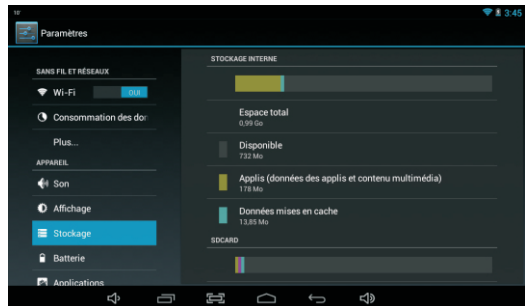 3:45
Paramètres
SANS FIL ET RÉSEAUX
Wi-Fi OUI
Consommation des dor
Plus...
APPAREIL
Son
Affichage
Stockage
Batterie
Applications
STOCKAGE INTERNE
Espace total
0,99 Go
Disponible
732 Mo
Applis (données des applis et contenu multimédia)
178 Mo
Données mises en cache
13,85 Mo
SDCARD